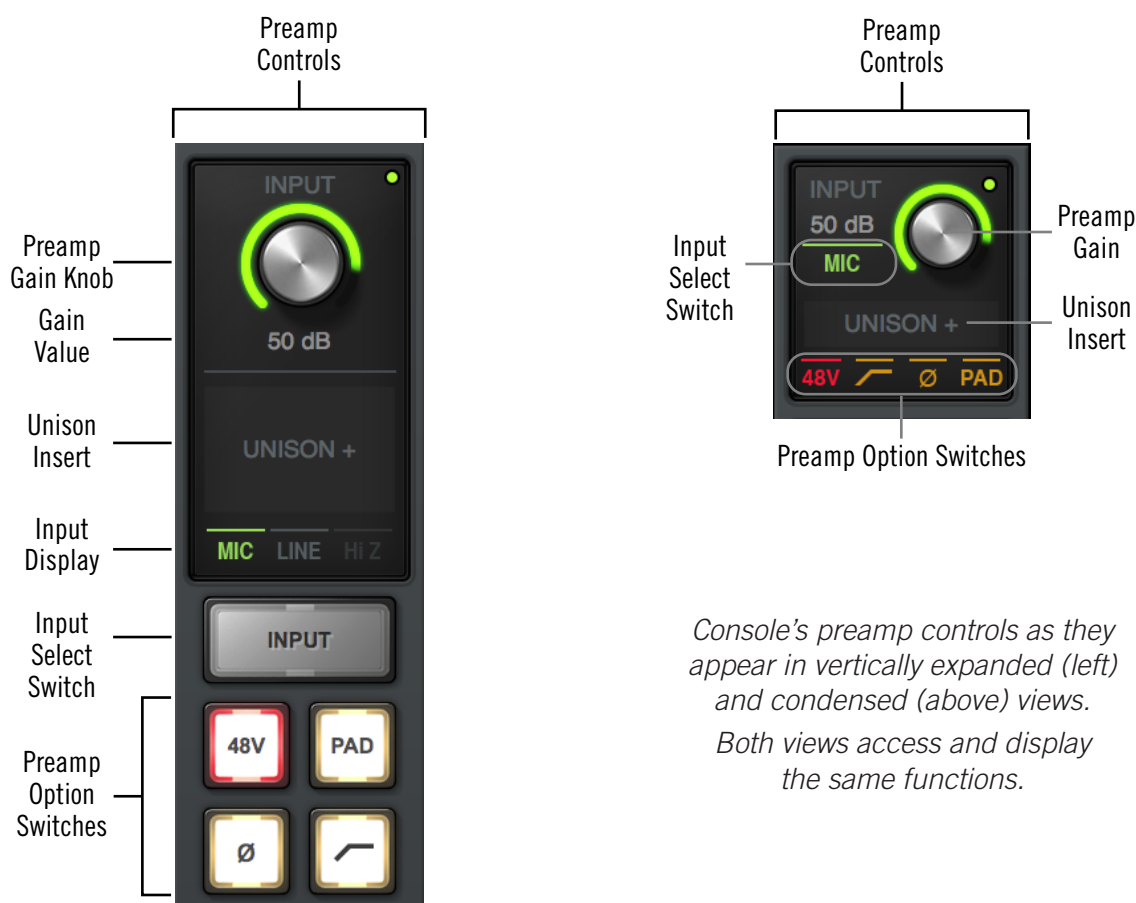 Preamp
Controls
INPUT
Preamp
Gain Knob
Gain
Value
50 dB
Unison
Insert
UNISON +
Input
Display
MIC LINE Hi Z
Input
Select
Switch
INPUT
Preamp
Option
Switches
48V PAD
Ø
Preamp
Controls
INPUT
50 dB
MIC
Input
Select
Switch
Preamp
Gain
UNISON +
Unison
Insert
48V Ø PAD
Preamp Option Switches
Console's preamp controls as they
appear in vertically expanded (left)
and condensed (above) views.
Both views access and display
the same functions.